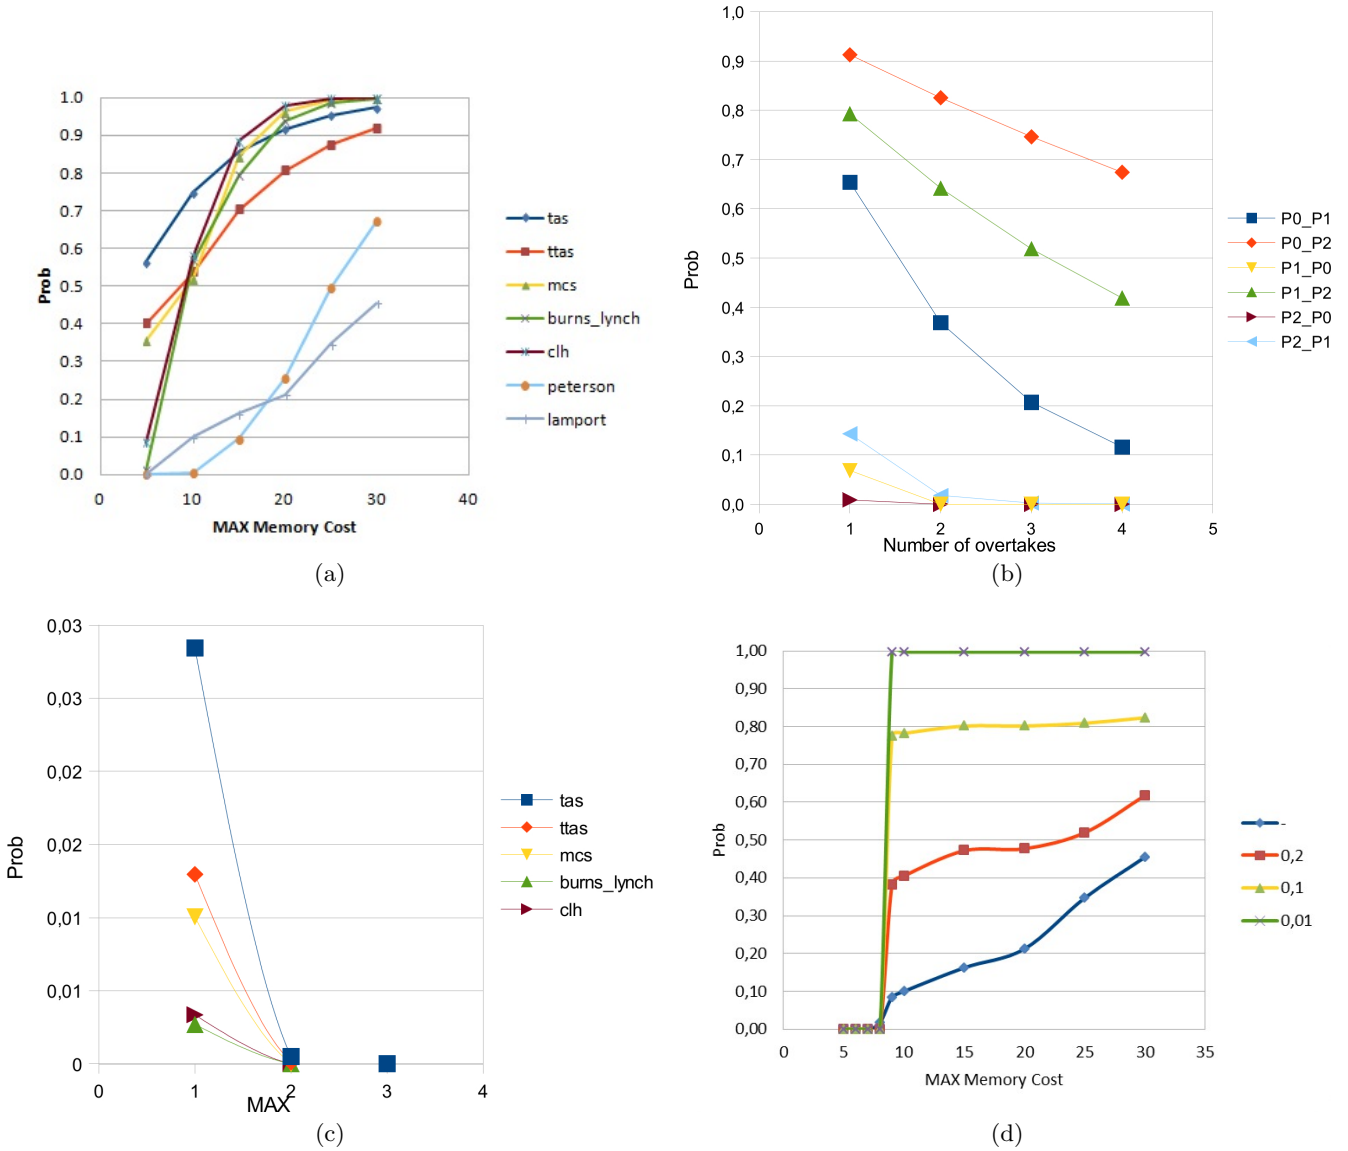 1.0
0.9
0.8
0.7
0.6
0.5
0.4
0.3
0.2
0.1
0.0
Prob
0 10 20 30 40
MAX Memory Cost
tas
ttas
mcs
burns_lynch
clh
peterson
lamport
(a)
1,0
0,9
0,8
0,7
0,6
0,5
0,4
0,3
0,2
0,1
0,0
Prob
0 1 2 3 4 5
Number of overtakes
P0_P1
P0_P2
P1_P0
P1_P2
P2_P0
P2_P1
(b)
0,03
0,03
0,02
0,02
0,01
0,01
0
Prob
0 1 2 3 4
MAX
tas
ttas
mcs
burns_lynch
clh
(c)
1,00
0,90
0,80
0,70
0,60
0,50
0,40
0,30
0,20
0,10
0,00
Prob
0 5 10 15 20 25 30 35
MAX Memory Cost
-
0,2
0,1
0,01
(d)